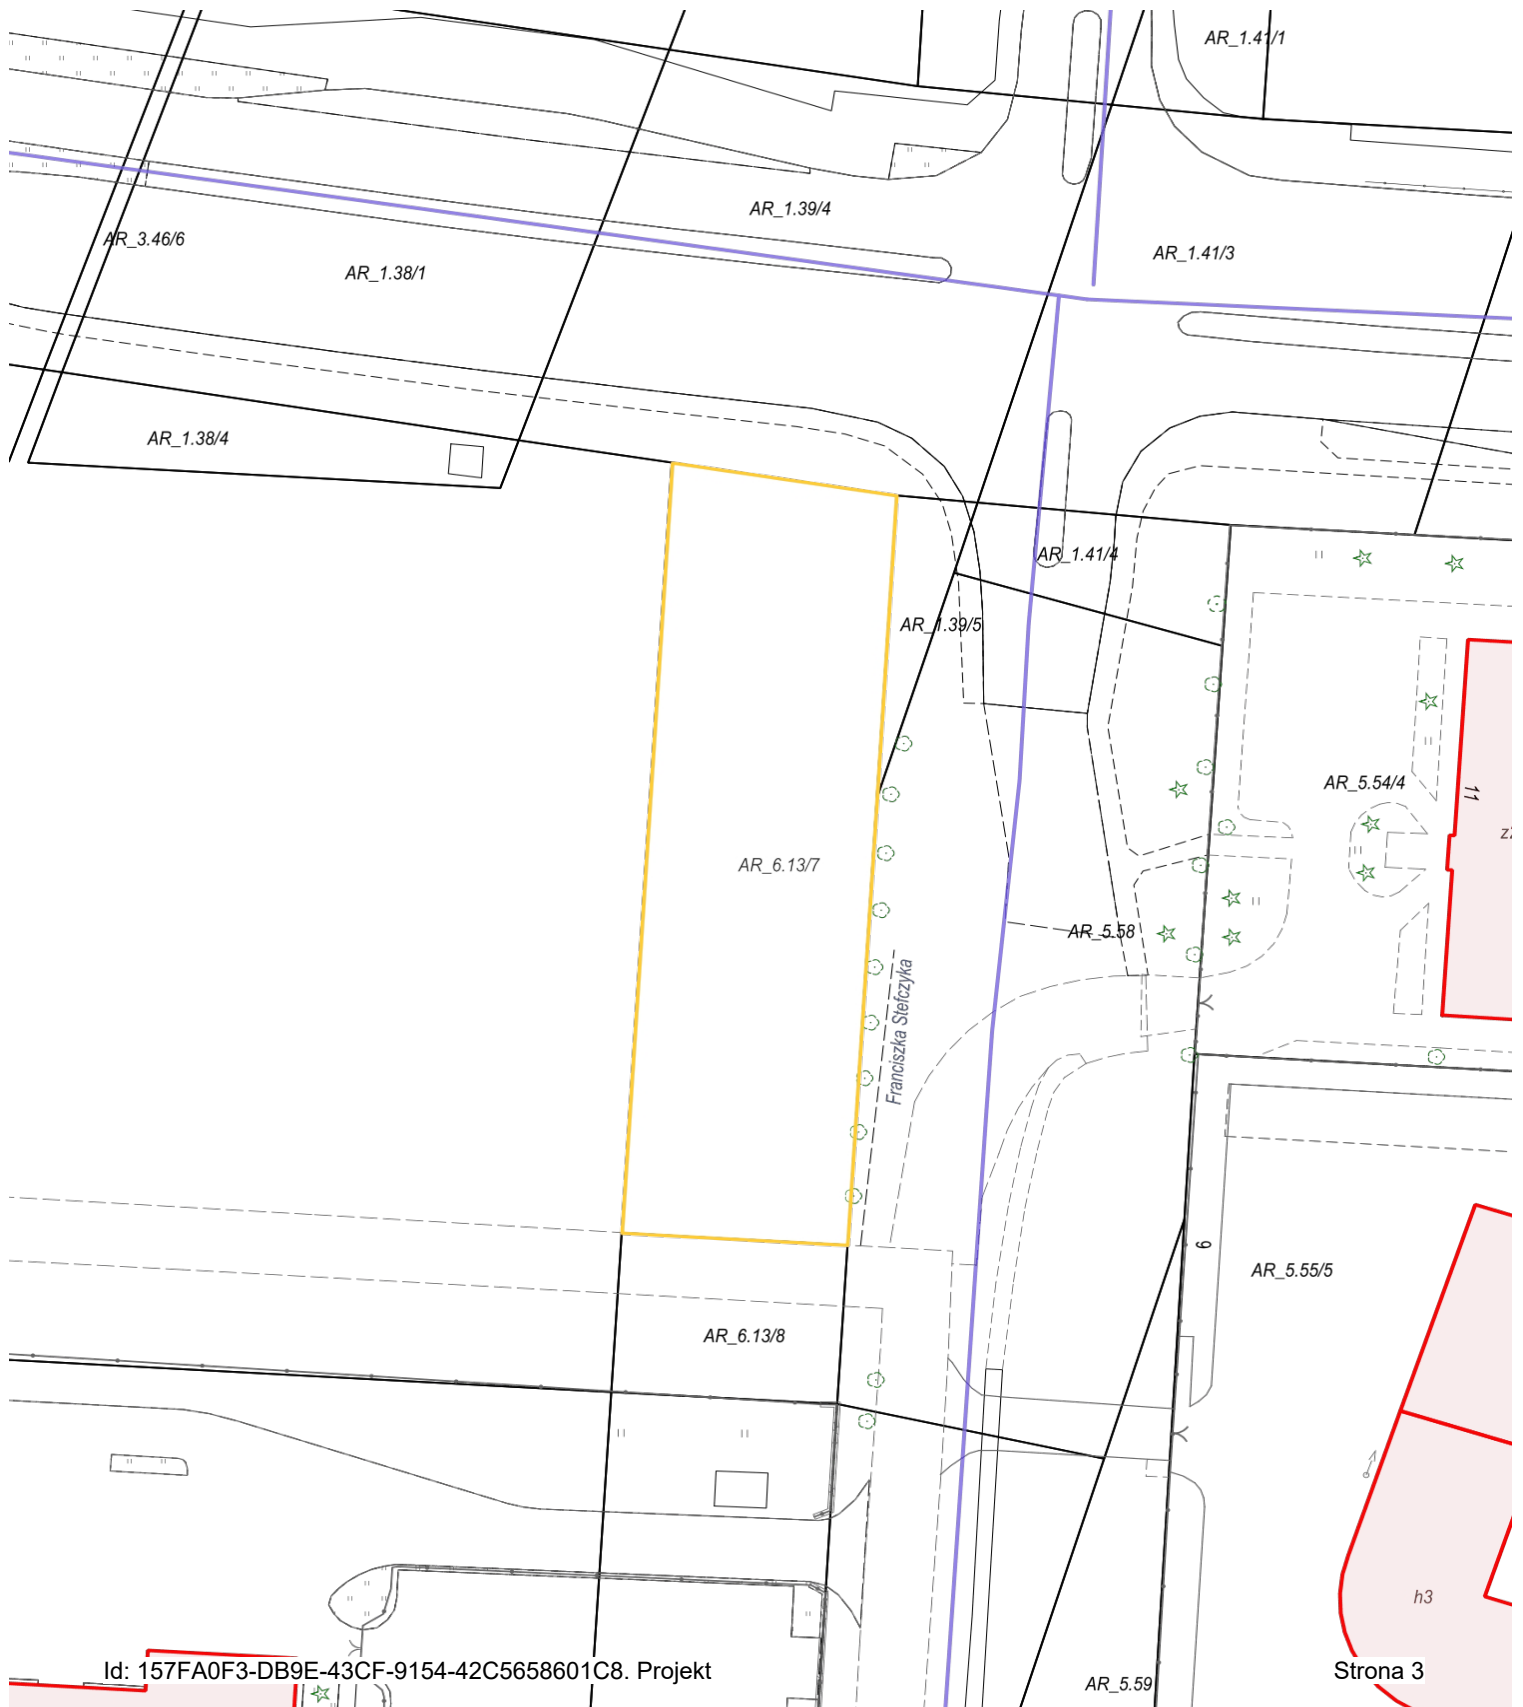 AR_1.41/1
AR_1.39/4
AR_3.46/6
AR_1.41/3
AR_1.38/1
AR_1.38/4
AR_1.41/4
AR_1.39/5
AR_5.54/4
11
AR_6.13/7
AR_5.58
Franciszka Stefczyka
9
AR_5.55/5
AR_6.13/8
h3
Id: 157FA0F3-DB9E-43CF-9154-42C5658601C8. Projekt
Strona 3
AR_5.59